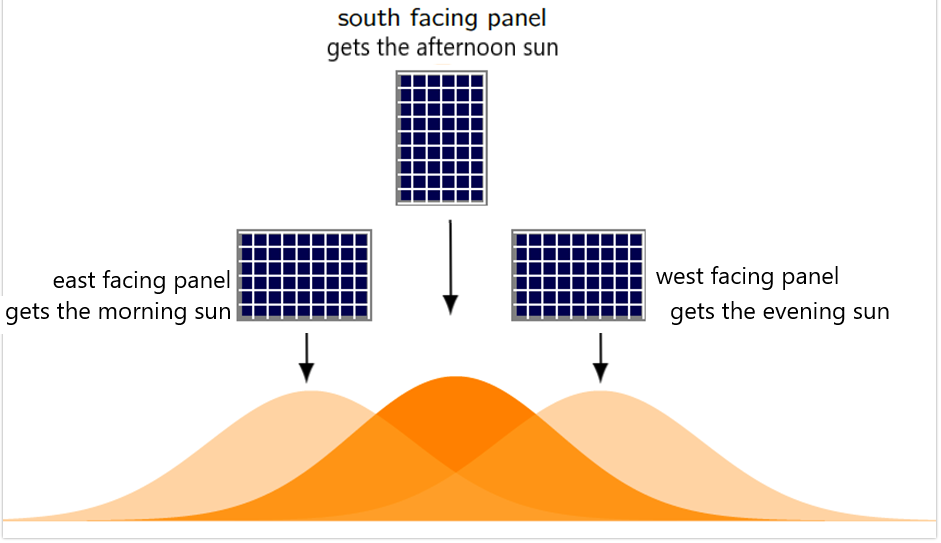 south facing panel
gets the afternoon sun
east facing panel
gets the morning sun
west facing panel
gets the evening sun